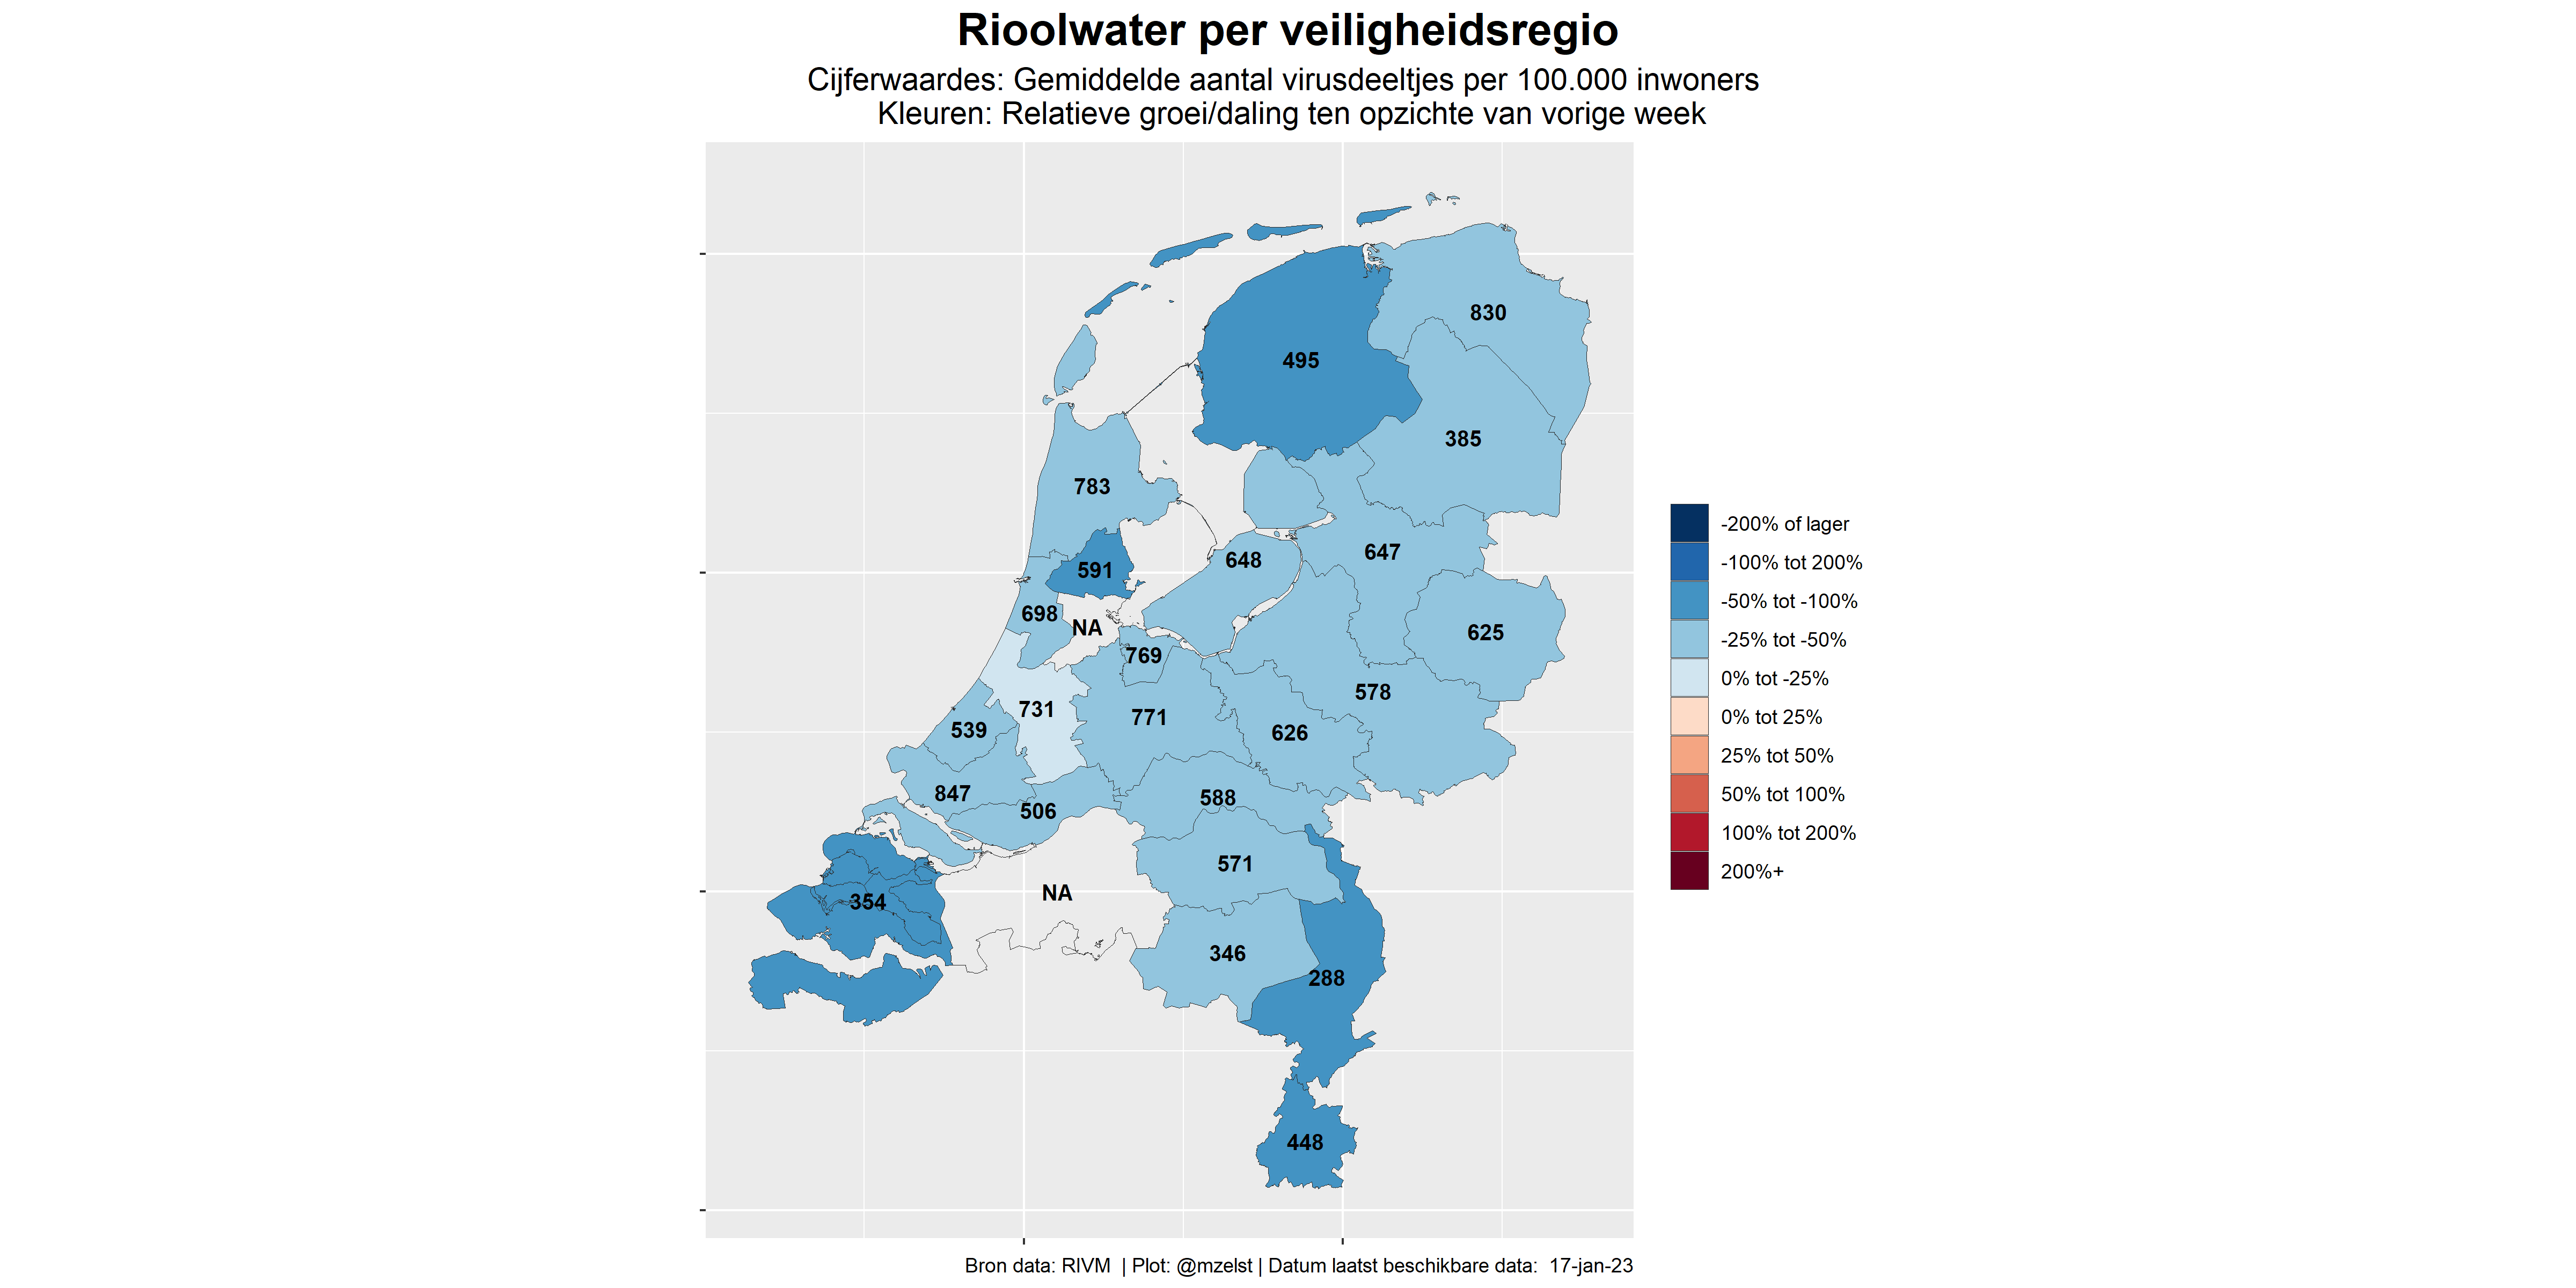 Rioolwater per veiligheidsregio
Cijferwaardes: Gemiddelde aantal virusdeeltjes per 100.000 inwoners
Kleuren: Relatieve groei/daling ten opzichte van vorige week
830
495
385
783
647
648
591
698
NA
625
769
578
731
771
539
626
847
588
506
571
NA
354
346
288
448
-200% of lager
-100% tot 200%
-50% tot -100%
-25% tot -50%
0% tot -25%
0% tot 25%
25% tot 50%
50% tot 100%
100% tot 200%
200%+
Bron data: RIVM | Plot: @mzelst | Datum laatst beschikbare data: 17-jan-23